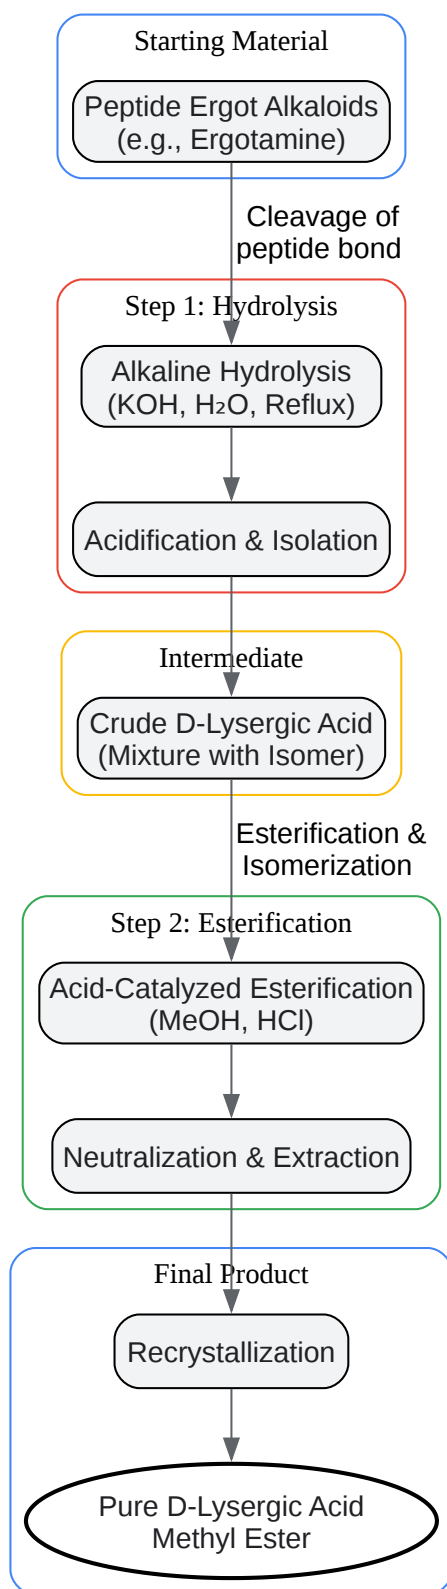 Starting Material
Peptide Ergot Alkaloids
(e.g., Ergotamine)
Cleavage of
peptide bond
Step 1: Hydrolysis
Alkaline Hydrolysis
(KOH, H₂O, Reflux)
Acidification & Isolation
Intermediate
Crude D-Lysergic Acid
(Mixture with Isomer)
Esterification &
Isomerization
Step 2: Esterification
Acid-Catalyzed Esterification
(MeOH, HCl)
Neutralization & Extraction
Final Product
Recrystallization
Pure D-Lysergic Acid
Methyl Ester